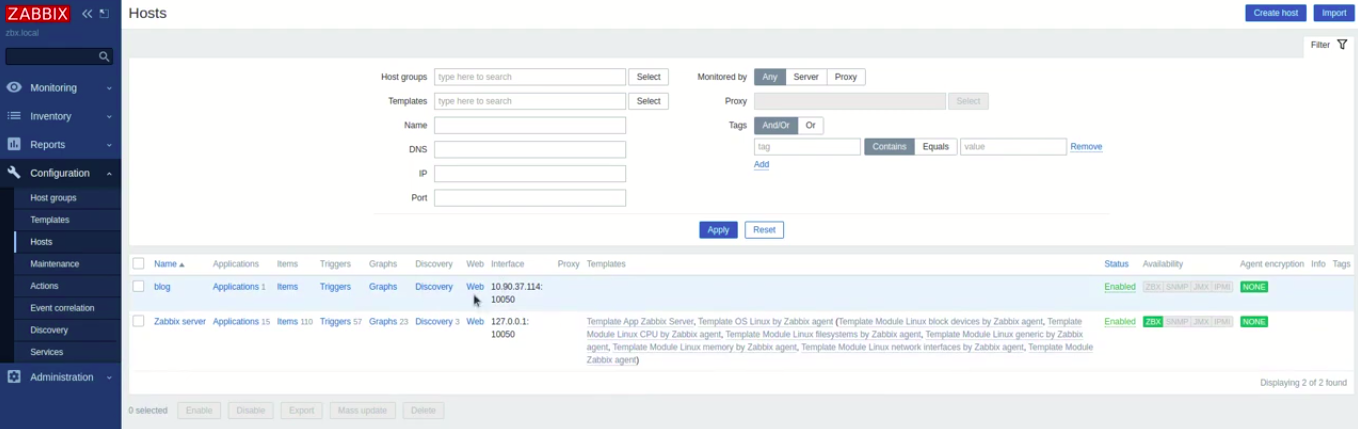 ZABBIX
zbx.local
Hosts
Create host Import
Filter
Monitoring
Inventory
Reports
Configuration
Host groups
Templates
Hosts
Maintenance
Actions
Event correlation
Discovery
Services
Administration
Host groups type here to search Select
Templates type here to search Select
Name
DNS
IP
Port
Monitored by Any Server Proxy
Proxy Select
Tags And/Or Or
tag Contains Equals value Remove
Add
Apply Reset
Name Applications Items Triggers Graphs Discovery Web Interface Proxy Templates Status Availability Agent encryption Info Tags
blog Applications 1 Items Triggers Graphs Discovery Web 10.90.37.114: Enabled ZBX SNMP JMX IPMI NONE
10050
Zabbix server Applications 15 Items 110 Triggers 57 Graphs 23 Discovery 3 Web 127.0.0.1: Template App Zabbix Server, Template OS Linux by Zabbix agent (Template Module Linux block devices by Zabbix agent, Template Enabled ZBX SNMP JMX IPMI NONE
10050 Module Linux CPU by Zabbix agent, Template Module Linux filesystems by Zabbix agent, Template Module Linux generic by Zabbix
agent, Template Module Linux memory by Zabbix agent, Template Module Linux network interfaces by Zabbix agent, Template Module
Zabbix agent)
Displaying 2 of 2 found
0 selected Enable Disable Export Mass update Delete